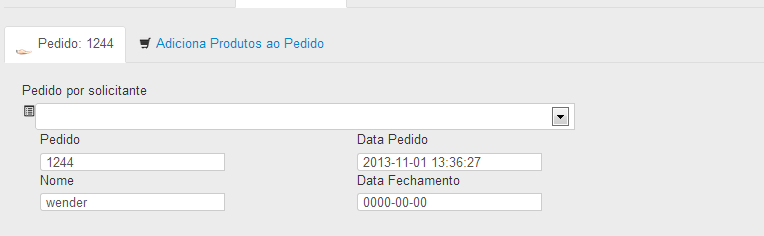 Pedido: 1244 Adiciona Produtos ao Pedido
Pedido por solicitante
Pedido Data Pedido
1244 2013-11-01 13:36:27
Nome Data Fechamento
wender 0000-00-00